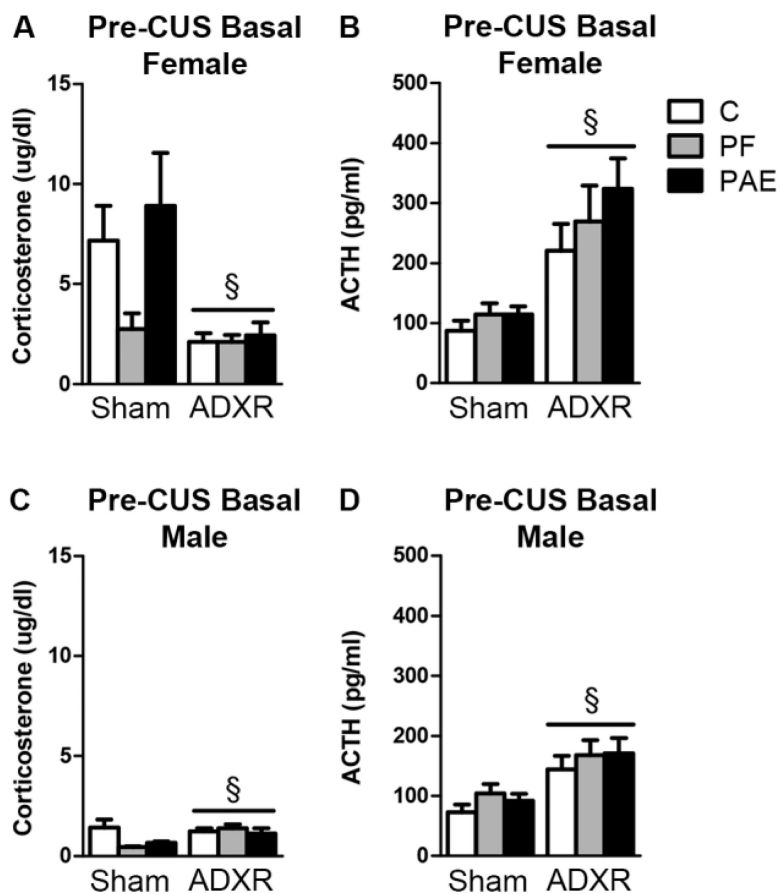 A
Pre-CUS Basal
Female
Corticosterone (ug/dl)
15
10
5
0
§
Sham
ADXR
B
Pre-CUS Basal
Female
ACTH (pg/ml)
500
400
300
200
100
0
§
Sham
ADXR
C
PF
PAE
C
Pre-CUS Basal
Male
Corticosterone (ug/dl)
15
10
5
0
§
Sham
ADXR
D
Pre-CUS Basal
Male
ACTH (pg/ml)
500
400
300
200
100
0
§
Sham
ADXR